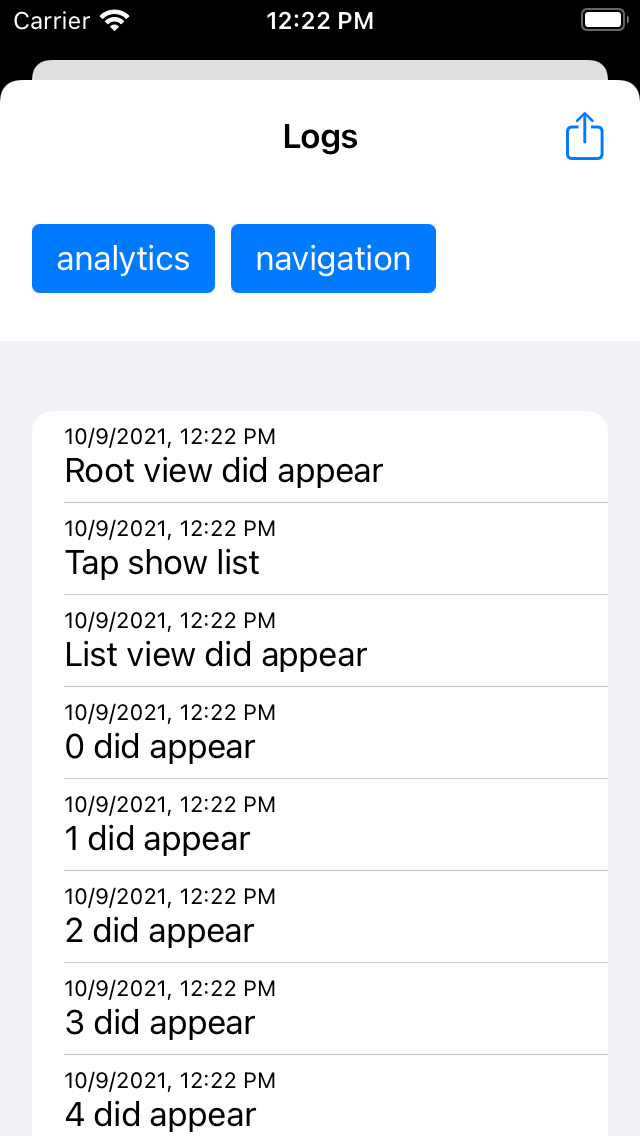 Carrier 12:22 PM
Logs
analytics navigation
10/9/2021, 12:22 PM
Root view did appear
10/9/2021, 12:22 PM
Tap show list
10/9/2021, 12:22 PM
List view did appear
10/9/2021, 12:22 PM
0 did appear
10/9/2021, 12:22 PM
1 did appear
10/9/2021, 12:22 PM
2 did appear
10/9/2021, 12:22 PM
3 did appear
10/9/2021, 12:22 PM
4 did appear